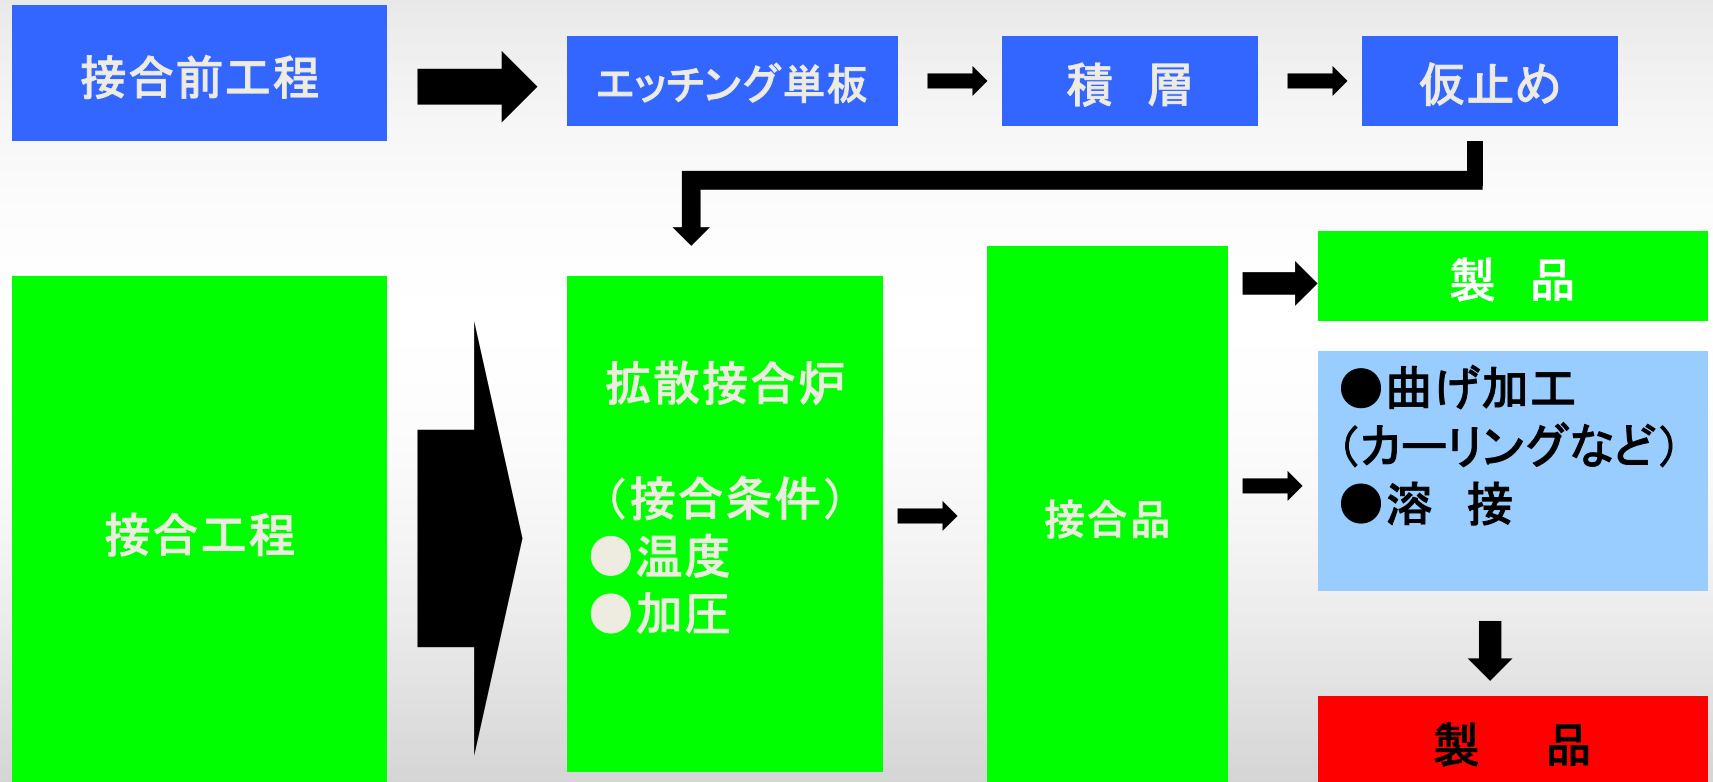 接合前工程
エッチング単板
積　層
仮止め
接合工程
拡散接合炉
（接合条件）
●温度
●加圧
接合品
製　品
●曲げ加工
（カーリングなど）
●溶　接
製　　品